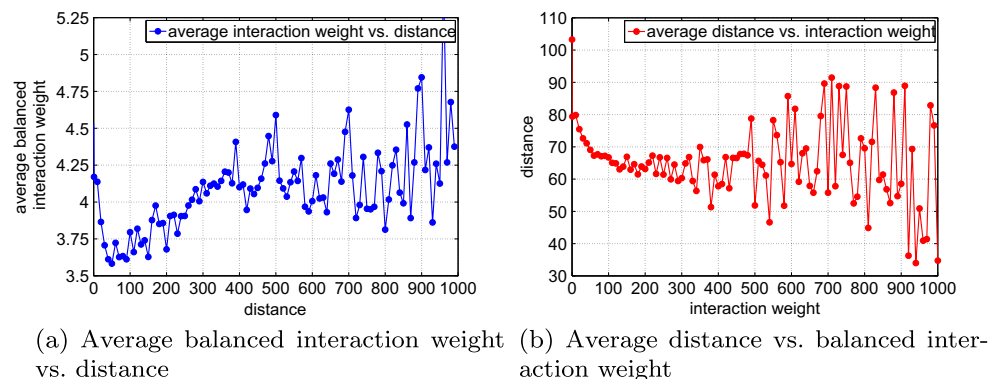 average interaction weight vs. distance
5.25
5
4.75
4.5
4.25
4
3.75
3.5
average balanced
interaction weight
0 100 200 300 400 500 600 700 800 900 1000
distance
(a) Average balanced interaction weight
vs. distance
average distance vs. interaction weight
110
100
90
80
70
60
50
40
30
distance
0 100 200 300 400 500 600 700 800 900 1000
interaction weight
(b) Average distance vs. balanced inter-
action weight